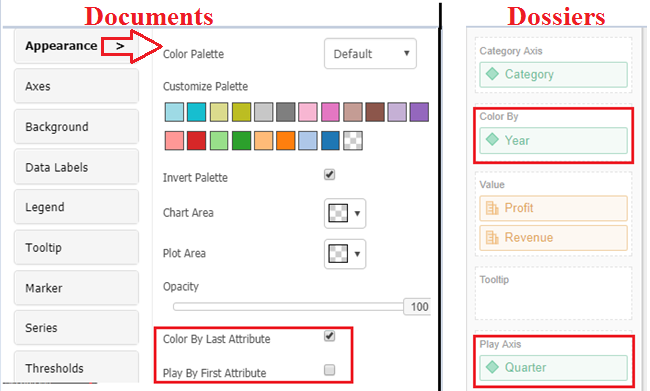 Documents
Appearance >
Axes
Background
Data Labels
Legend
Tooltip
Marker
Series
Thresholds
Color Palette
Default
Customize Palette
Invert Palette
Chart Area
Plot Area
Opacity
100
Color By Last Attribute
Play By First Attribute
Dossiers
Category Axis
Category
Color By
Year
Value
Profit
Revenue
Tooltip
Play Axis
Quarter